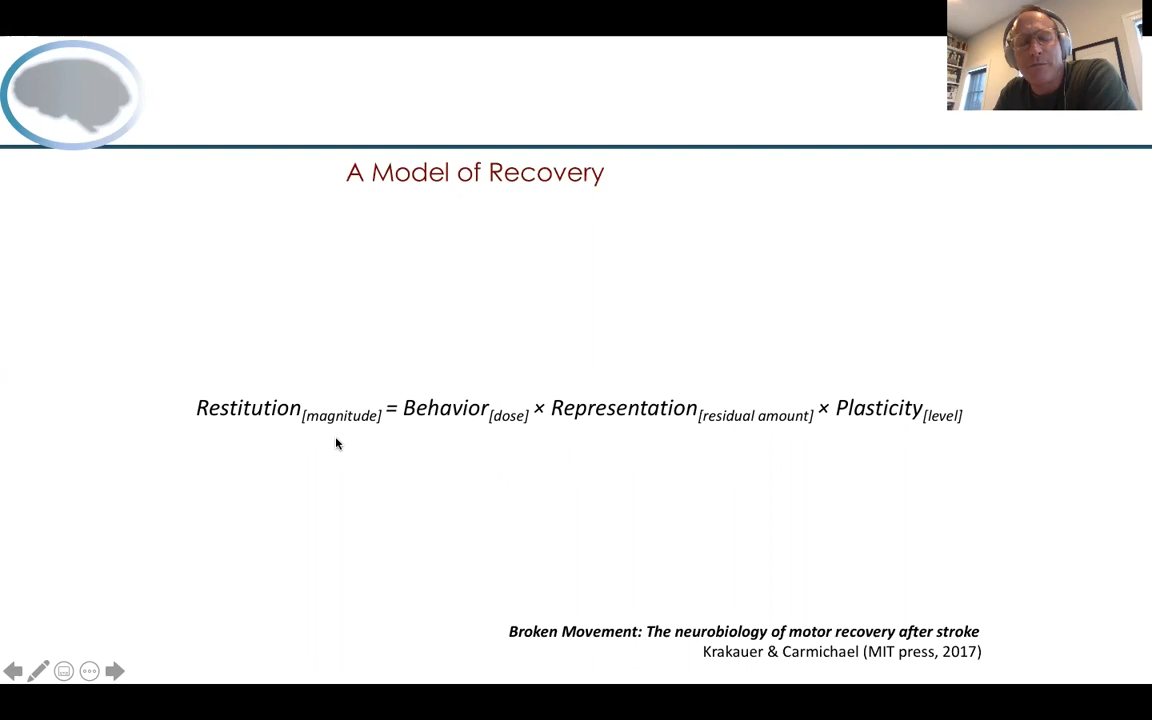 A Model of Recovery
Restitution[magnitude] = Behavior[dose] × Representation[residual amount] × Plasticity[level]
Broken Movement: The neurobiology of motor recovery after stroke
Krakauer & Carmichael (MIT press, 2017)